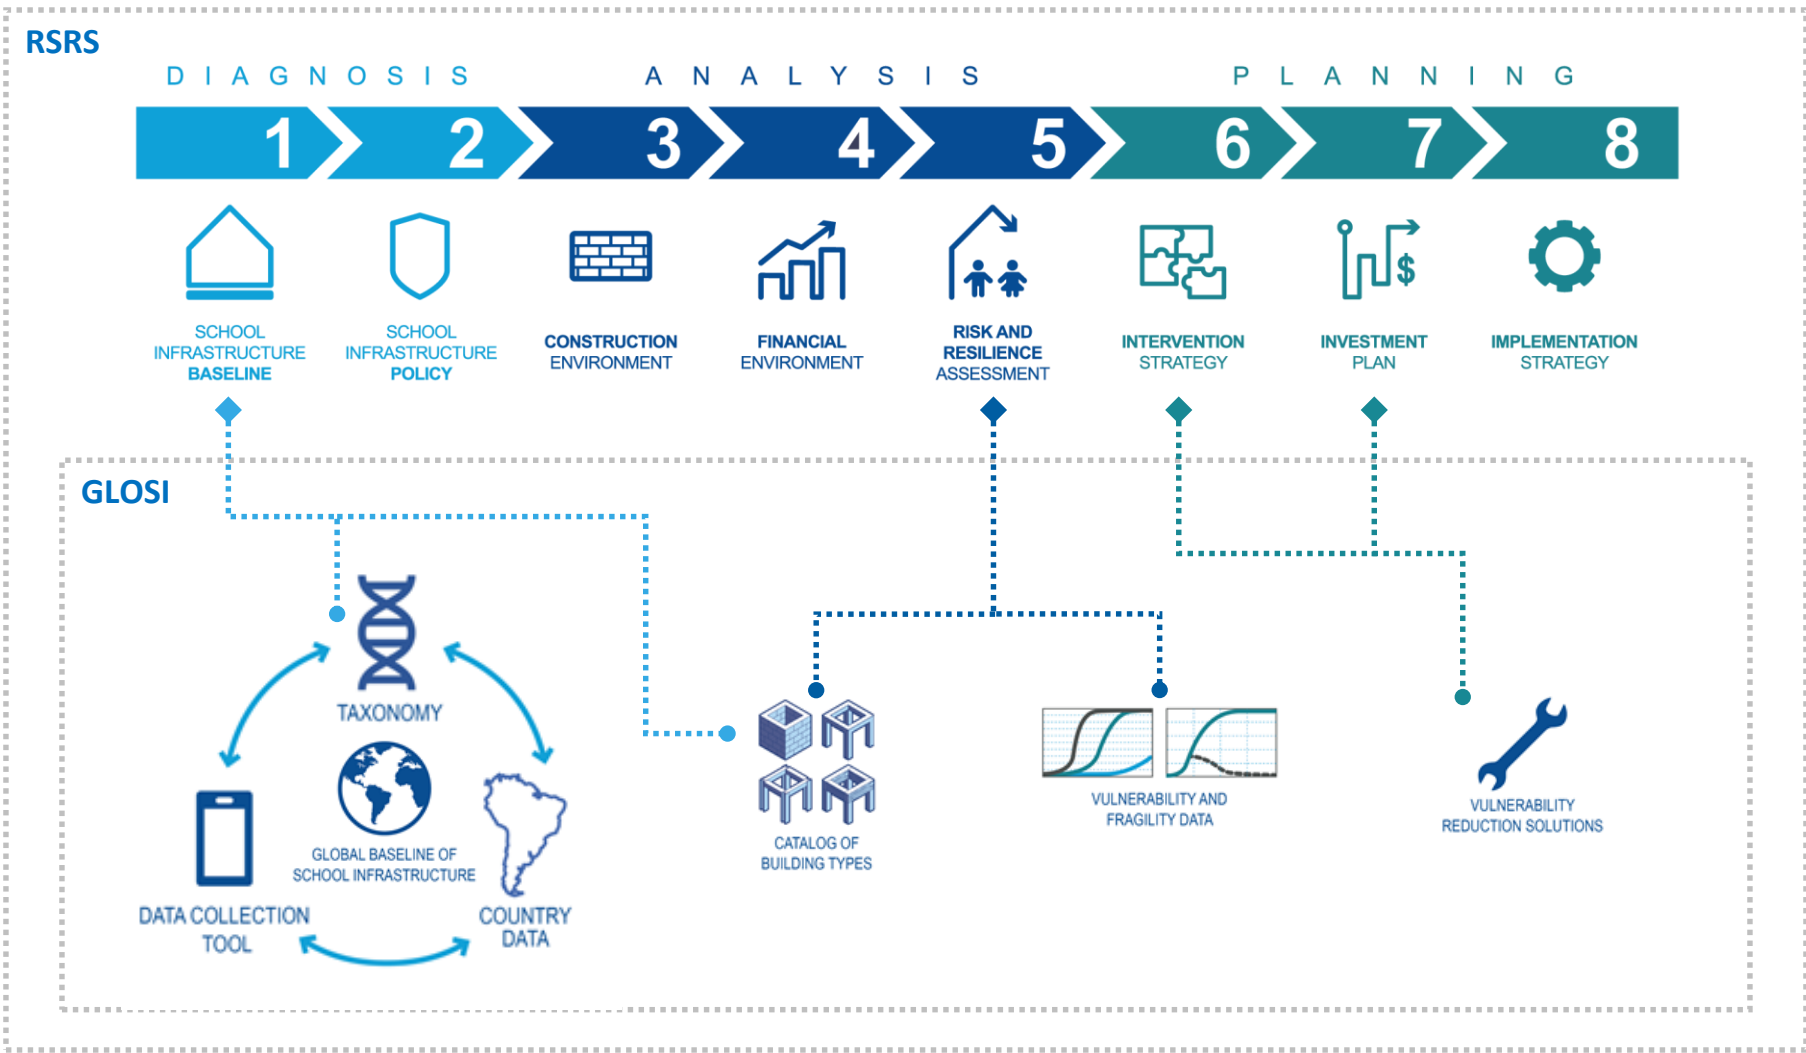 RSRS
DIAGNOSIS
ANALYSIS
PLANNING
1
2
3
4
5
6
7
8
SCHOOL
INFRASTRUCTURE
BASELINE
SCHOOL
INFRASTRUCTURE
POLICY
CONSTRUCTION
ENVIRONMENT
FINANCIAL
ENVIRONMENT
RISK AND
RESILIENCE
ASSESSMENT
INTERVENTION
STRATEGY
$
INVESTMENT
PLAN
IMPLEMENTATION
STRATEGY
GLOSI
TAXONOMY
GLOBAL BASELINE OF
SCHOOL INFRASTRUCTURE
DATA COLLECTION
TOOL
COUNTRY
DATA
CATALOG OF
BUILDING TYPES
VULNERABILITY AND
FRAGILITY DATA
VULNERABILITY
REDUCTION SOLUTIONS